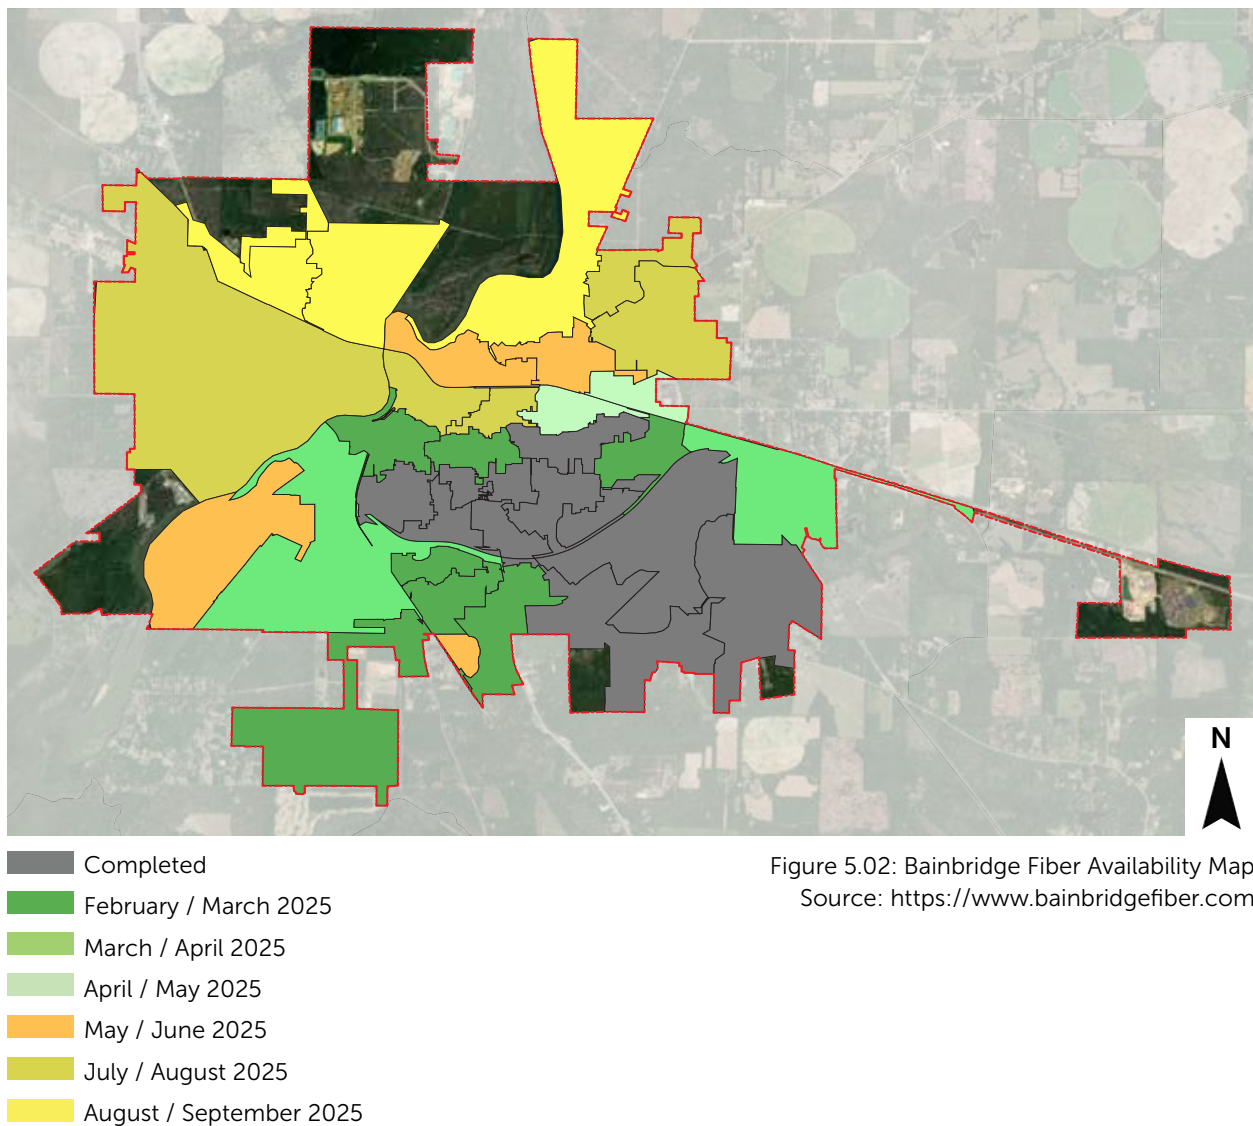 N
Completed
February / March 2025
March / April 2025
April / May 2025
May / June 2025
July / August 2025
August / September 2025
Figure 5.02: Bainbridge Fiber Availability Map
Source: https://www.bainbridgefiber.com